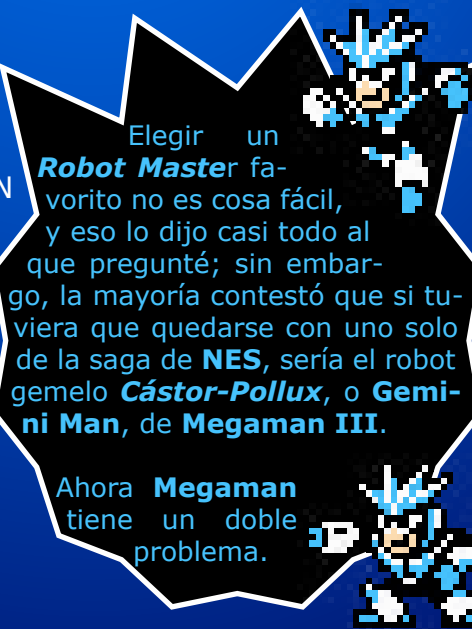 Elegir un
Robot Master fa-
N
vorito no es cosa fácil,
y eso lo dijo casi todo al
que pregunté; sin embar-
go, la mayoría contestó que si tu-
viera que quedarse con uno solo
de la saga de NES, sería el robot
gemelo Cástor-Pollux, o Gemi-
ni Man, de Megaman III.
Ahora Megaman
tiene un doble
problema.